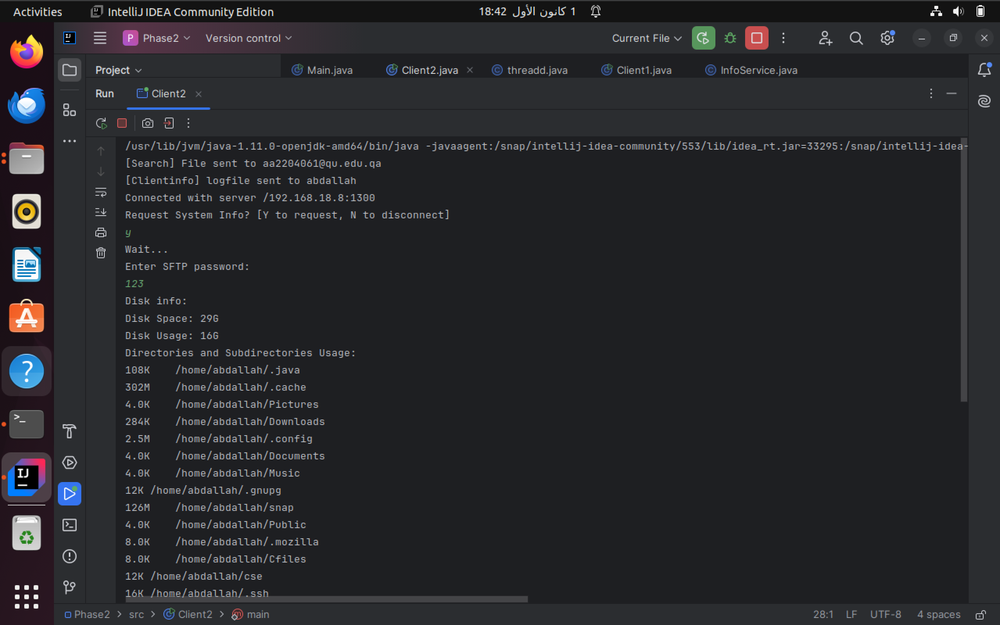 Activities IntelliJ IDEA Community Edition 1 كانون الأول 18:42
P Phase2 Version control Current File
Project Main.java Client2.java threadd.java Client1.java InfoService.java
Run Client2
/usr/lib/jvm/java-1.11.0-openjdk-amd64/bin/java -javaagent:/snap/intellij-idea-community/553/lib/idea_rt.jar=33295:/snap/intellij-idea-
[Search] File sent to aa2204061@qu.edu.qa
[Clientinfo] logfile sent to abdallah
Connected with server /192.168.18.8:1300
Request System Info? [Y to request, N to disconnect]
y
Wait...
Enter SFTP password:
123
Disk info:
Disk Space: 29G
Disk Usage: 16G
Directories and Subdirectories Usage:
108K /home/abdallah/.java
302M /home/abdallah/.cache
4.0K /home/abdallah/Pictures
284K /home/abdallah/Downloads
2.5M /home/abdallah/.config
4.0K /home/abdallah/Documents
4.0K /home/abdallah/Music
12K /home/abdallah/.gnupg
126M /home/abdallah/snap
4.0K /home/abdallah/Public
8.0K /home/abdallah/.mozilla
8.0K /home/abdallah/Cfiles
12K /home/abdallah/cse
16K /home/abdallah/.ssh
Phase2 > src > Client2 > main 28:1 LF UTF-8 4 spaces